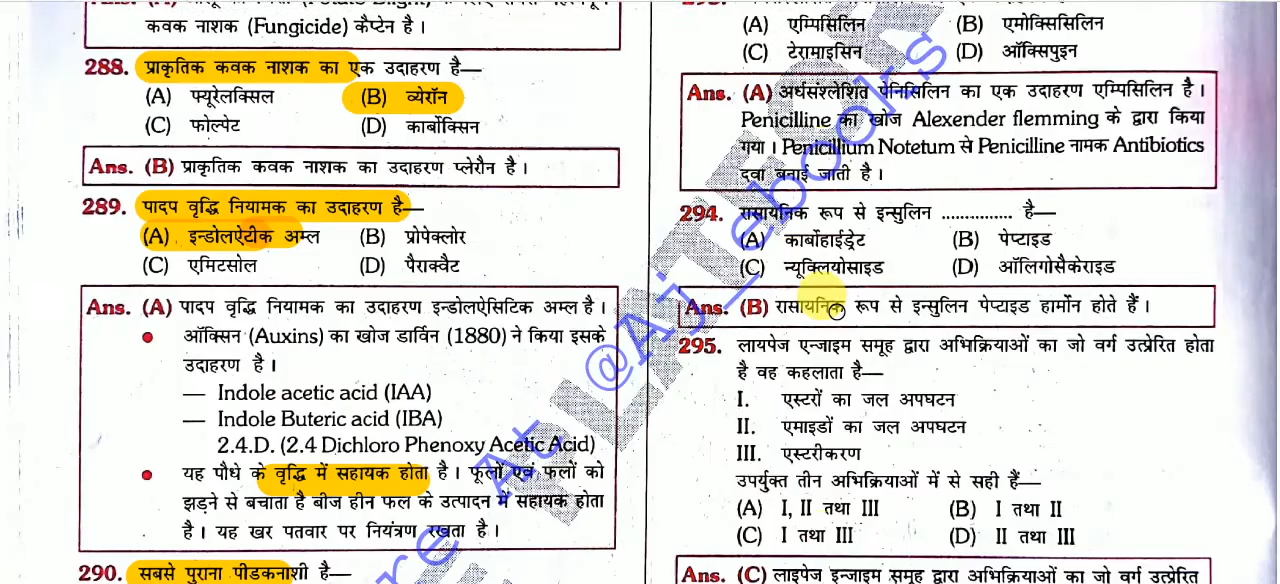 कवक नाशक (Fungicide) कैप्टेन है ।
288. प्राकृतिक कवक नाशक का एक उदाहरण है—
(A) फ्यूरेलक्सिल (B) व्येरॉन
(C) फोल्पेट (D) कार्बोक्सिन
Ans. (B) प्राकृतिक कवक नाशक का उदाहरण प्लेरौन है ।
289. पादप वृद्धि नियामक का उदाहरण है—
(A) इन्डोलऐटीक अम्ल (B) प्रोपेक्लोर
(C) एमिटसोल (D) पैराक्वैट
Ans. (A) पादप वृद्धि नियामक का उदाहरण इन्डोलऐसिटिक अम्ल है ।
● ऑक्सिन (Auxins) का खोज डार्विन (1880) ने किया इसके
उदाहरण है ।
— Indole acetic acid (IAA)
— Indole Buteric acid (IBA)
2.4.D. (2.4 Dichloro Phenoxy Acetic Acid)
● यह पौधे के वृद्धि में सहायक होता है । फूलों एवं फलों को
झड़ने से बचाता है बीज हीन फल के उत्पादन में सहायक होता
है । यह खर पतवार पर नियंत्रण रखता है ।
290. सबसे पुराना पीडकनाशी है—
(A) एम्पिसिलिन (B) एमोक्सिसिलिन
(C) टेरामाइसिन (D) ऑक्सिपुइन
Ans. (A) अर्धसंश्लेशित पेनिसिलिन का एक उदाहरण एम्पिसिलिन है ।
Penicilline का खोज Alexender flemming के द्वारा किया
गया । Penicillium Notetum से Penicilline नामक Antibiotics
दवा बनाई जाती है ।
294. रासायनिक रूप से इन्सुलिन ............... है—
(A) कार्बोहाईड्रेट (B) पेप्टाइड
(C) न्यूक्लियोसाइड (D) ऑलिगोसैकेराइड
Ans. (B) रासायनिक रूप से इन्सुलिन पेप्टाइड हार्मोन होते हैं ।
295. लायपेज एन्जाइम समूह द्वारा अभिक्रियाओं का जो वर्ग उत्प्रेरित होता
है वह कहलाता है—
I. एस्टरों का जल अपघटन
II. एमाइडों का जल अपघटन
III. एस्टरीकरण
उपर्युक्त तीन अभिक्रियाओं में से सही हैं—
(A) I, II तथा III (B) I तथा II
(C) I तथा III (D) II तथा III
Ans. (C) लाइपेज इन्जाइम समूह द्वारा अभिक्रियाओं का जो वर्ग उत्प्रेरित
At @Aj_ebooks